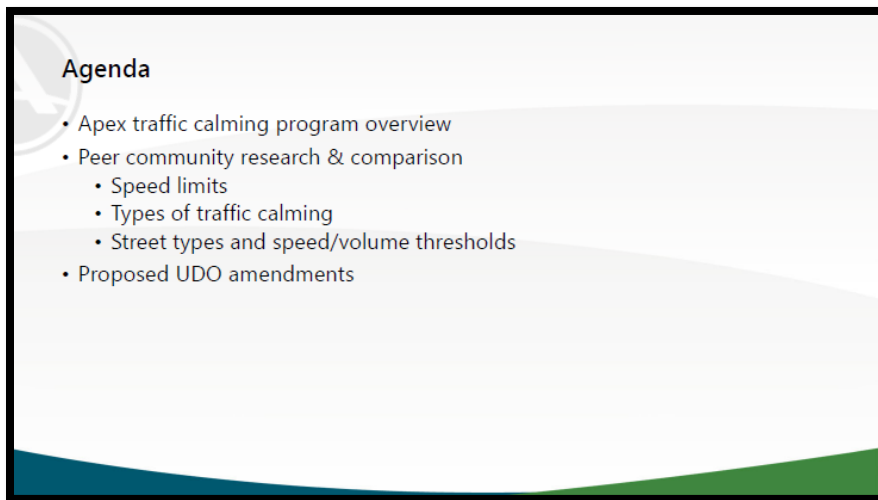 Agenda
• Apex traffic calming program overview
• Peer community research & comparison
• Speed limits
• Types of traffic calming
• Street types and speed/volume thresholds
• Proposed UDO amendments